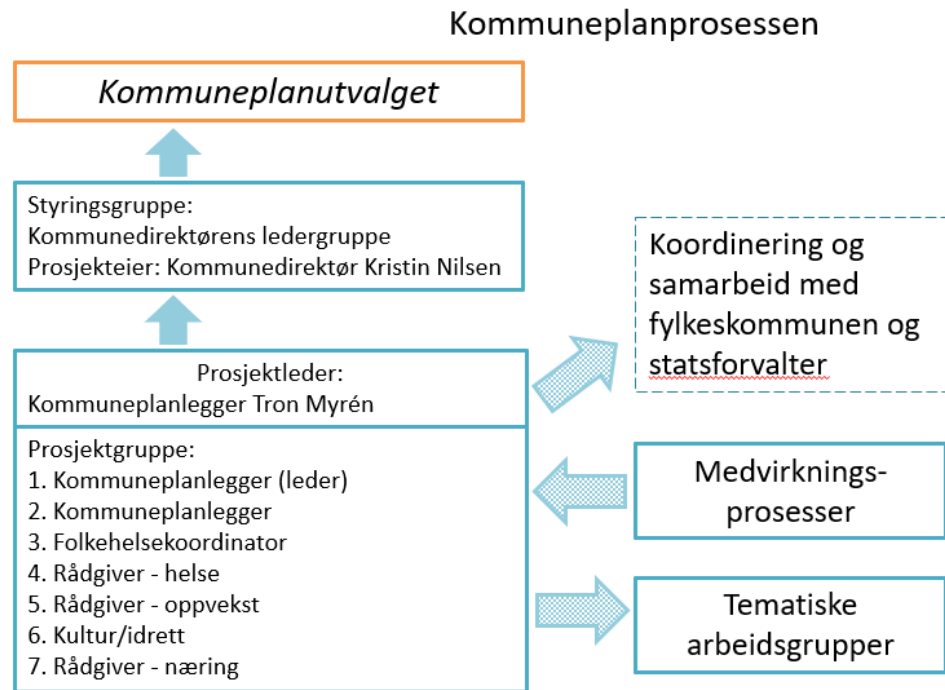 Kommuneplanprosessen
Kommuneplanutvalget
Styringsgruppe:
Kommunedirektørens ledergruppe
Prosjekteier: Kommunedirektør Kristin Nilsen
Prosjektleder:
Kommuneplanlegger Tron Myrén
Prosjektgruppe:
1. Kommuneplanlegger (leder)
2. Kommuneplanlegger
3. Folkehelsekoordinator
4. Rådgiver - helse
5. Rådgiver - oppvekst
6. Kultur/idrett
7. Rådgiver - næring
Koordinering og
samarbeid med
fylkeskommunen og
statsforvalter
Medvirknings-
prosesser
Tematiske
arbeidsgrupper